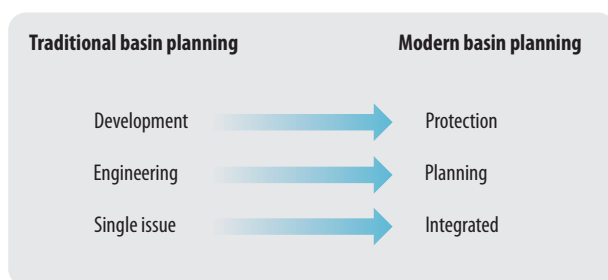 Traditional basin planning Modern basin planning
Development Protection
Engineering Planning
Single issue Integrated